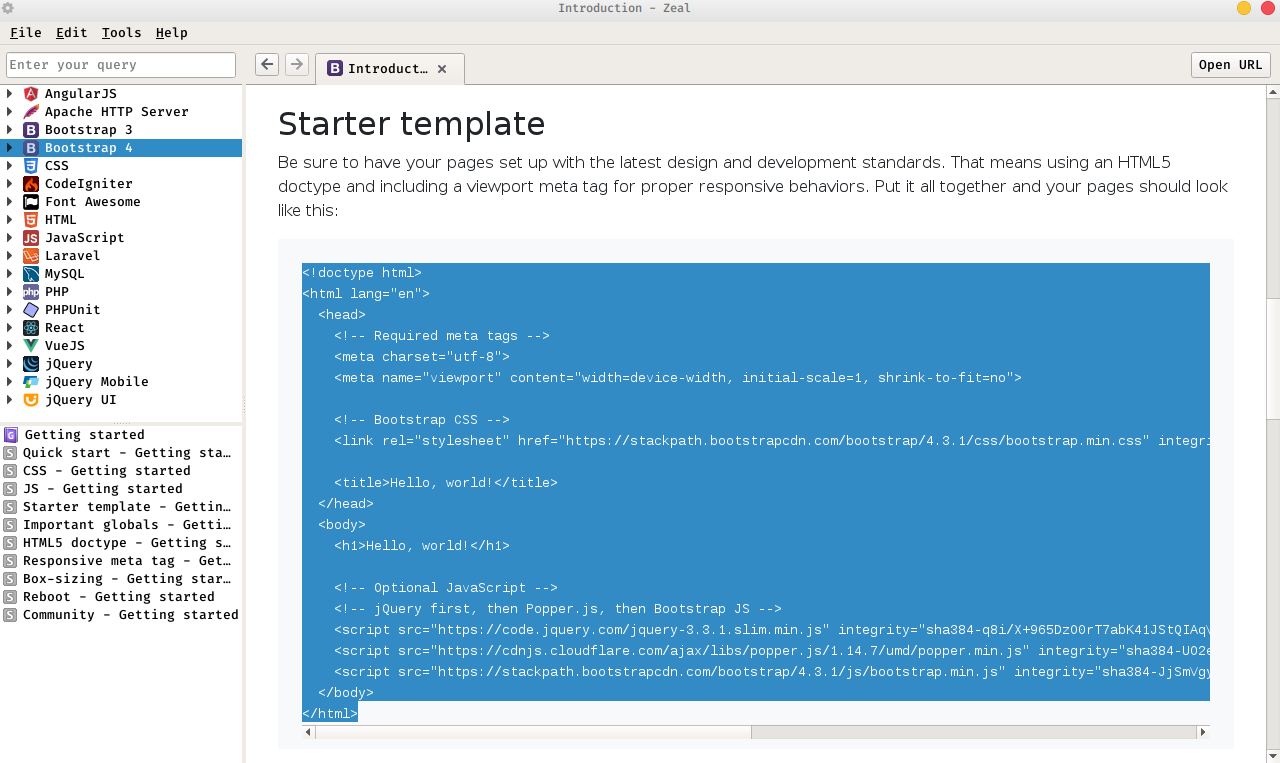 Introduction - Zeal
File Edit Tools Help
Enter your query
Introduct…
Open URL
AngularJS
Apache HTTP Server
Bootstrap 3
Bootstrap 4
CSS
CodeIgniter
Font Awesome
HTML
JavaScript
Laravel
MySQL
PHP
PHPUnit
React
VueJS
jQuery
jQuery Mobile
jQuery UI
Getting started
Quick start - Getting sta…
CSS - Getting started
JS - Getting started
Starter template - Gettin…
Important globals - Getti…
HTML5 doctype - Getting s…
Responsive meta tag - Get…
Box-sizing - Getting star…
Reboot - Getting started
Community - Getting started
Starter template
Be sure to have your pages set up with the latest design and development standards. That means using an HTML5
doctype and including a viewport meta tag for proper responsive behaviors. Put it all together and your pages should look
like this:
<!doctype html>
<html lang="en">
  <head>
    <!-- Required meta tags -->
    <meta charset="utf-8">
    <meta name="viewport" content="width=device-width, initial-scale=1, shrink-to-fit=no">
    <!-- Bootstrap CSS -->
    <link rel="stylesheet" href="https://stackpath.bootstrapcdn.com/bootstrap/4.3.1/css/bootstrap.min.css" integri
    <title>Hello, world!</title>
  </head>
  <body>
    <h1>Hello, world!</h1>
    <!-- Optional JavaScript -->
    <!-- jQuery first, then Popper.js, then Bootstrap JS -->
    <script src="https://code.jquery.com/jquery-3.3.1.slim.min.js" integrity="sha384-q8i/X+965DzO0rT7abK41JStQIAqV
    <script src="https://cdnjs.cloudflare.com/ajax/libs/popper.js/1.14.7/umd/popper.min.js" integrity="sha384-UO2e
    <script src="https://stackpath.bootstrapcdn.com/bootstrap/4.3.1/js/bootstrap.min.js" integrity="sha384-JjSmVgy
  </body>
</html>